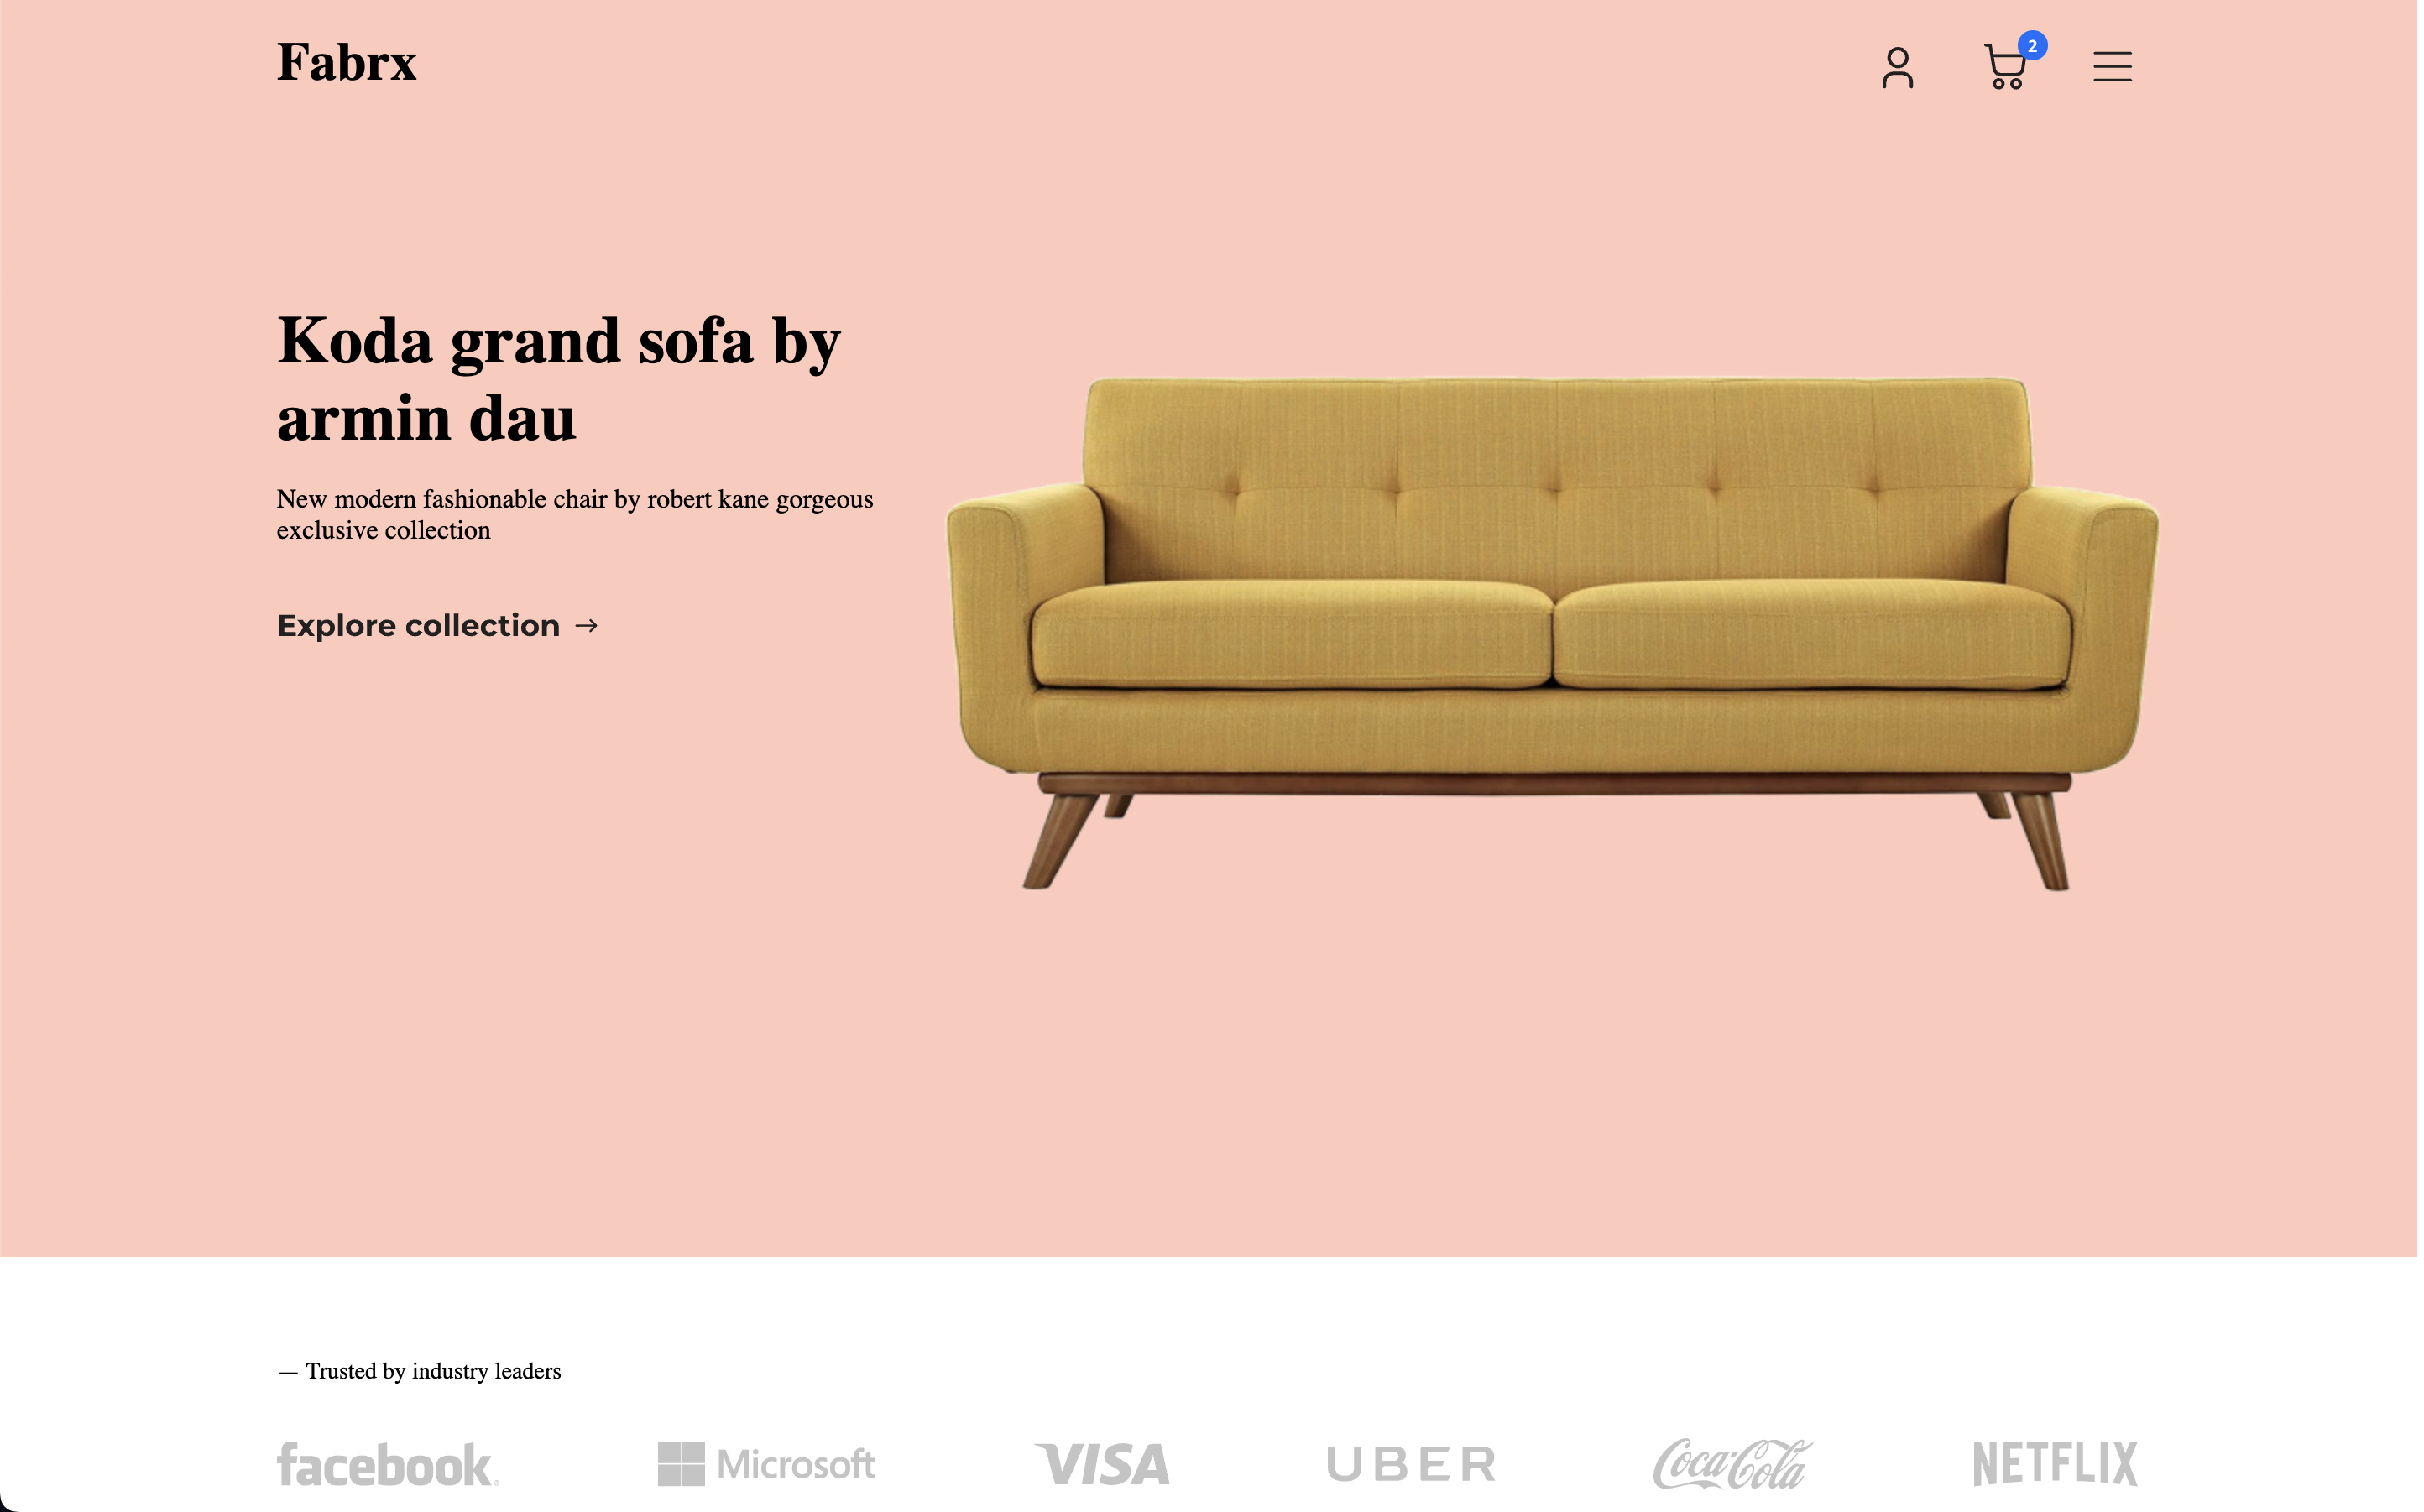 Fabrx
2
Koda grand sofa by
armin dau
New modern fashionable chair by robert kane gorgeous
exclusive collection
Explore collection →
— Trusted by industry leaders
facebook®
Microsoft
VISA
UBER
Coca-Cola
NETFLIX